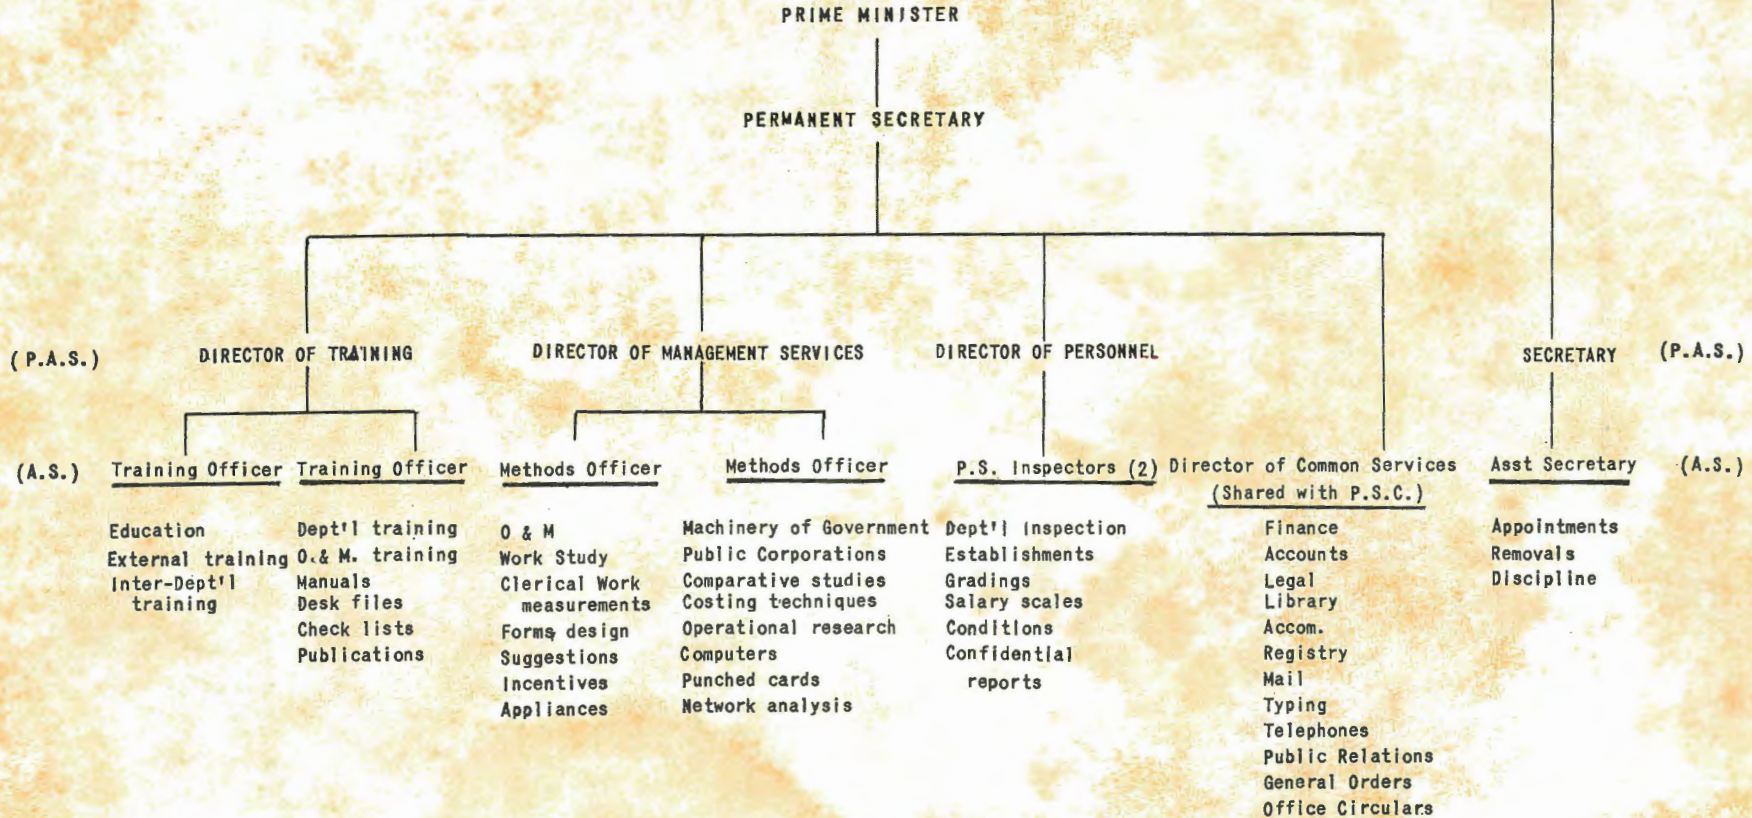 PRIME MINISTER
PERMANENT SECRETARY
(P.A.S.) DIRECTOR OF TRAINING DIRECTOR OF MANAGEMENT SERVICES DIRECTOR OF PERSONNEL SECRETARY (P.A.S.)
(A.S.) Training Officer Training Officer Methods Officer Methods Officer P.S. Inspectors (2) Director of Common Services Asst Secretary (A.S.)
(Shared with P.S.C.)
Education
External training
Inter-Dept'l
training
Dept'l training
O.& M. training
Manuals
Desk files
Check lists
Publications
O & M
Work Study
Clerical Work
measurements
Forms design
Suggestions
Incentives
Appliances
Machinery of Government
Public Corporations
Comparative studies
Costing techniques
Operational research
Computers
Punched cards
Network analysis
Dept'l Inspection
Establishments
Gradings
Salary scales
Conditions
Confidential
reports
Finance
Accounts
Legal
Library
Accom.
Registry
Mail
Typing
Telephones
Public Relations
General Orders
Office Circulars
Appointments
Removals
Discipline